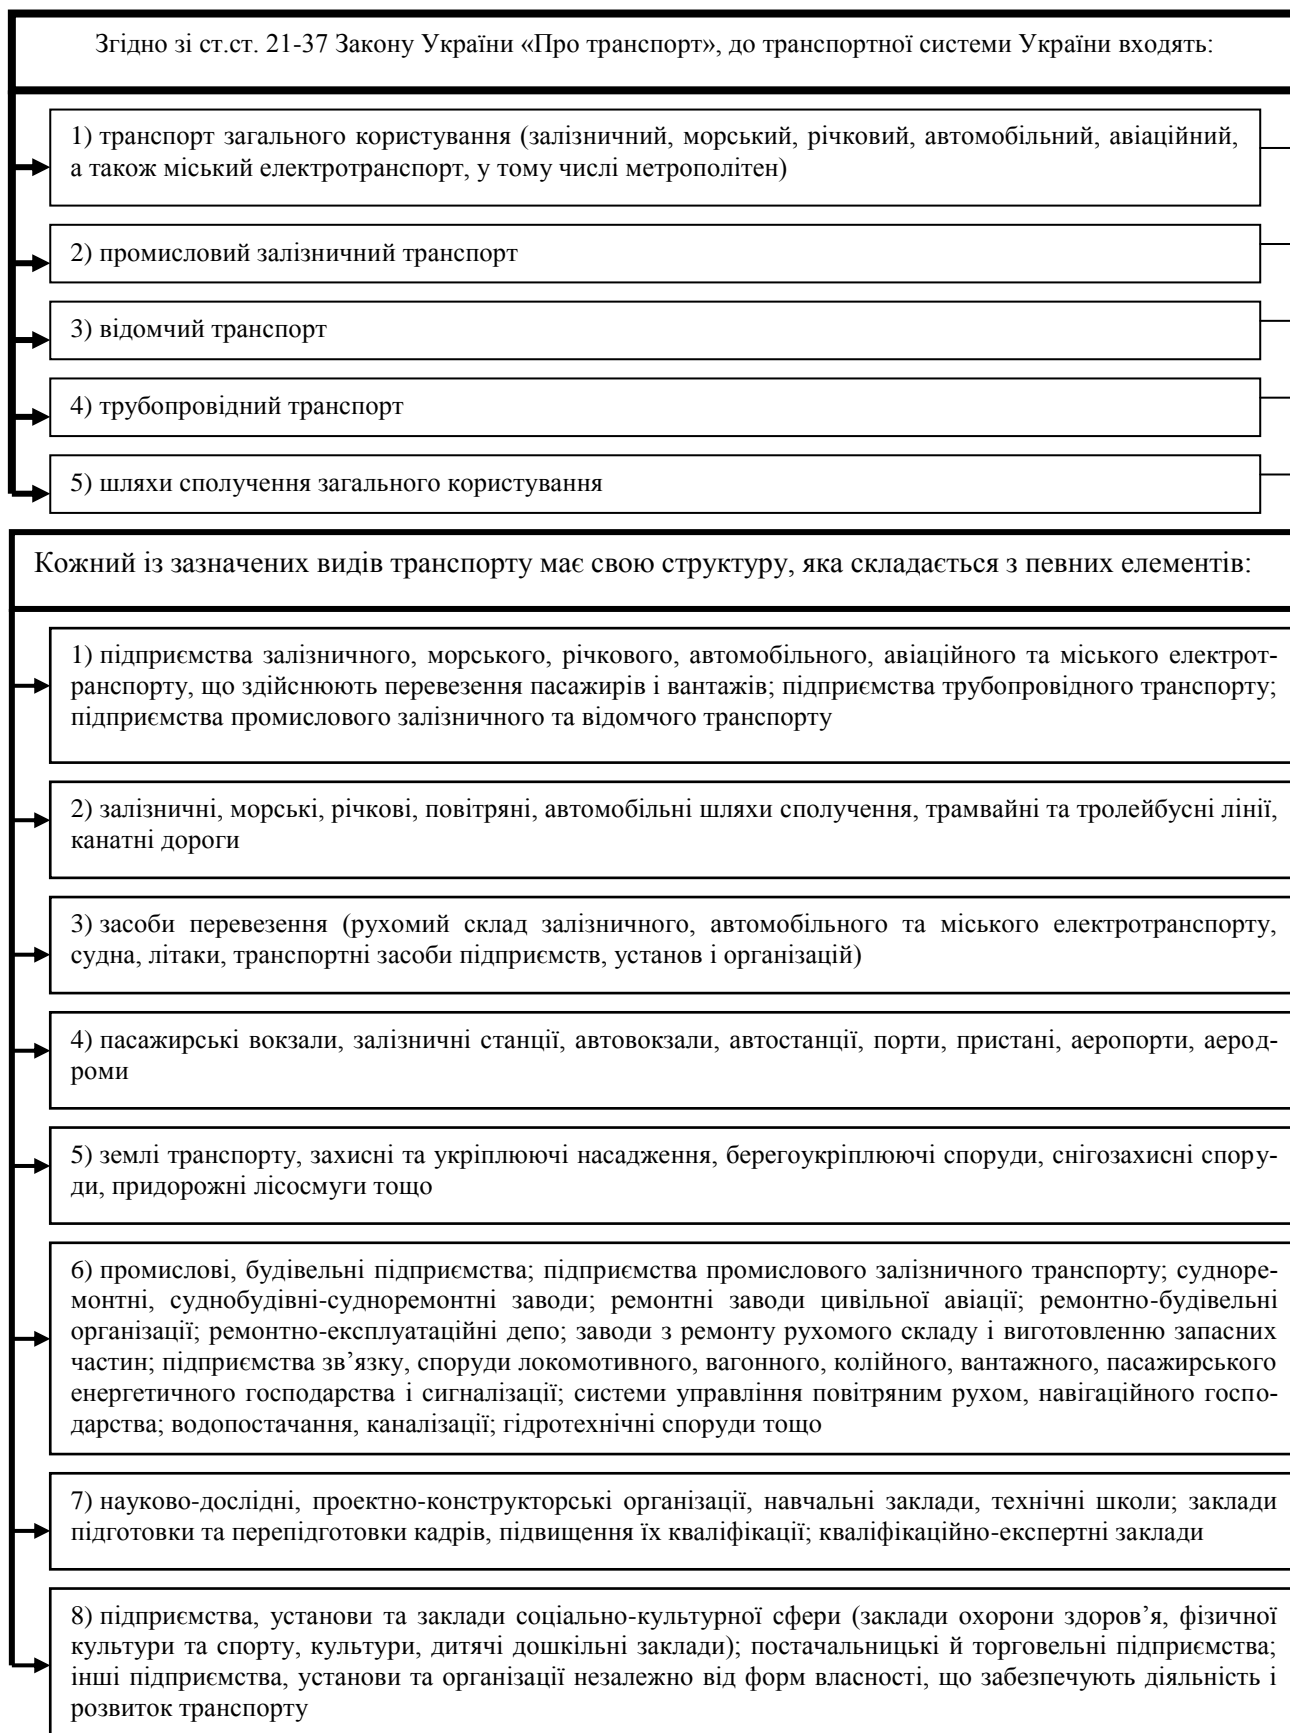 Згідно зі ст.ст. 21-37 Закону України «Про транспорт», до транспортної системи України входять:
1) транспорт загального користування (залізничний, морський, річковий, автомобільний, авіаційний,
а також міський електротранспорт, у тому числі метрополітен)
2) промисловий залізничний транспорт
3) відомчий транспорт
4) трубопровідний транспорт
5) шляхи сполучення загального користування
Кожний із зазначених видів транспорту має свою структуру, яка складається з певних елементів:
1) підприємства залізничного, морського, річкового, автомобільного, авіаційного та міського електрот-
ранспорту, що здійснюють перевезення пасажирів і вантажів; підприємства трубопровідного транспорту;
підприємства промислового залізничного та відомчого транспорту
2) залізничні, морські, річкові, повітряні, автомобільні шляхи сполучення, трамвайні та тролейбусні лінії,
канатні дороги
3) засоби перевезення (рухомий склад залізничного, автомобільного та міського електротранспорту,
судна, літаки, транспортні засоби підприємств, установ і організацій)
4) пасажирські вокзали, залізничні станції, автовокзали, автостанції, порти, пристані, аеропорти, аерод-
роми
5) землі транспорту, захисні та укріплюючі насадження, берегоукріплюючі споруди, снігозахисні спору-
ди, придорожні лісосмуги тощо
6) промислові, будівельні підприємства; підприємства промислового залізничного транспорту; судноре-
монтні, суднобудівні-судноремонтні заводи; ремонтні заводи цивільної авіації; ремонтно-будівельні
організації; ремонтно-експлуатаційні депо; заводи з ремонту рухомого складу і виготовленню запасних
частин; підприємства зв’язку, споруди локомотивного, вагонного, колійного, вантажного, пасажирського
енергетичного господарства і сигналізації; системи управління повітряним рухом, навігаційного госпо-
дарства; водопостачання, каналізації; гідротехнічні споруди тощо
7) науково-дослідні, проектно-конструкторські організації, навчальні заклади, технічні школи; заклади
підготовки та перепідготовки кадрів, підвищення їх кваліфікації; кваліфікаційно-експертні заклади
8) підприємства, установи та заклади соціально-культурної сфери (заклади охорони здоров’я, фізичної
культури та спорту, культури, дитячі дошкільні заклади); постачальницькі й торговельні підприємства;
інші підприємства, установи та організації незалежно від форм власності, що забезпечують діяльність і
розвиток транспорту